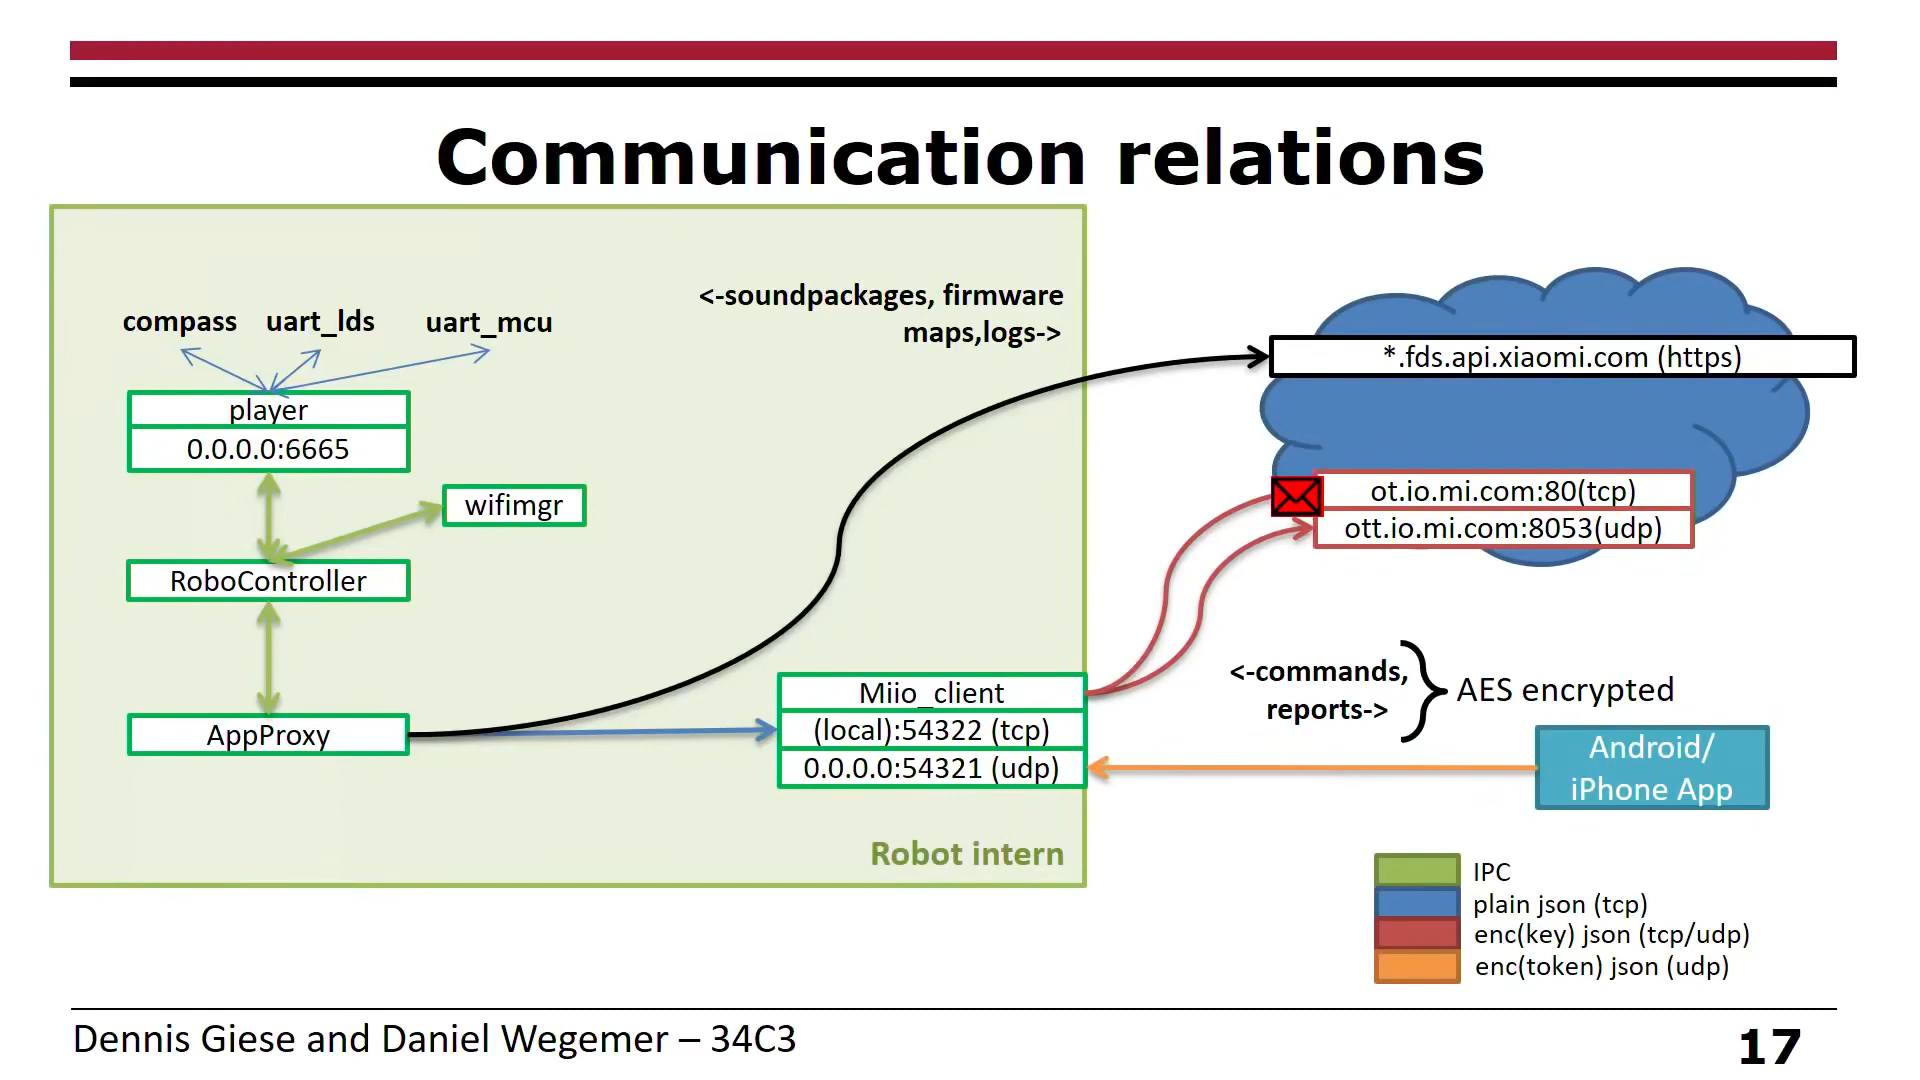 Communication relations
<-soundpackages, firmware
maps,logs->
compass uart_lds uart_mcu
player
0.0.0.0:6665
wifimgr
RoboController
AppProxy
Miio_client
(local):54322 (tcp)
0.0.0.0:54321 (udp)
Robot intern
*.fds.api.xiaomi.com (https)
ot.io.mi.com:80(tcp)
ott.io.mi.com:8053(udp)
<-commands,
reports->
AES encrypted
Android/
iPhone App
IPC
plain json (tcp)
enc(key) json (tcp/udp)
enc(token) json (udp)
Dennis Giese and Daniel Wegemer – 34C3
17